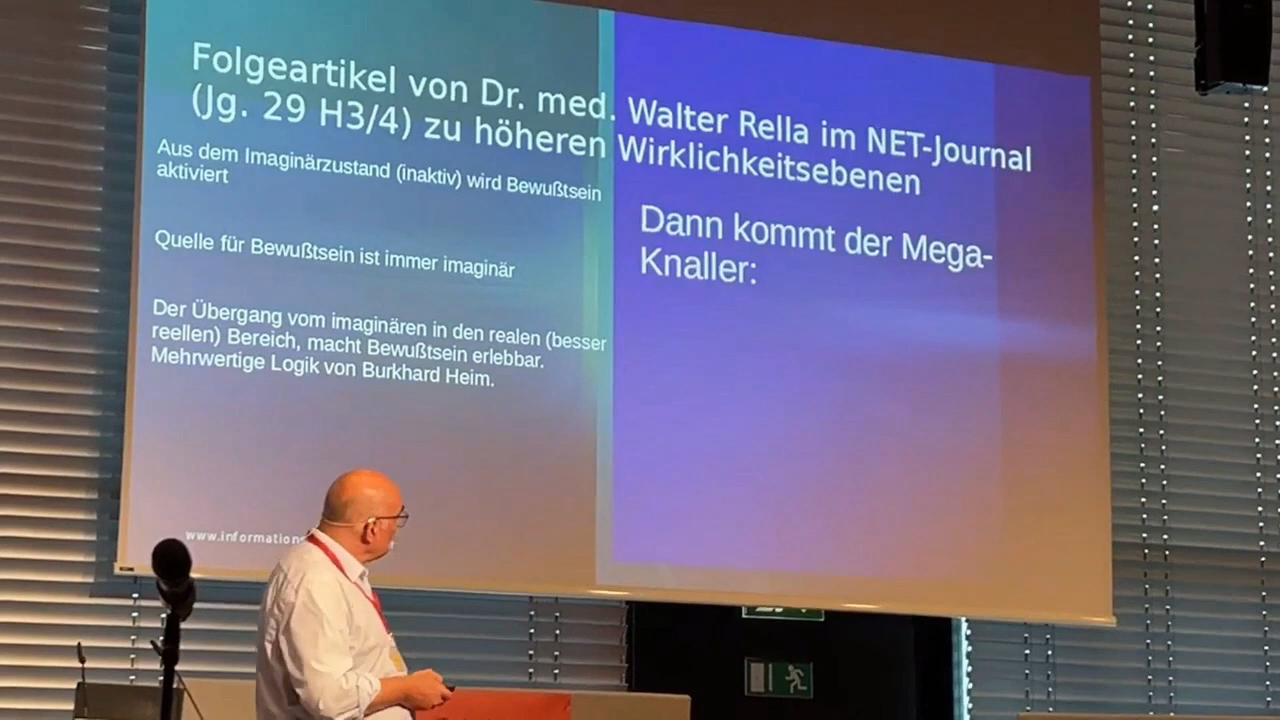 Folgeartikel von Dr. med. Walter Rella im NET-Journal
(Jg. 29 H3/4) zu höheren Wirklichkeitsebenen
Aus dem Imaginärzustand (inaktiv) wird Bewußtsein
aktiviert
Quelle für Bewußtsein ist immer imaginär
Der Übergang vom imaginären in den realen (besser
reellen) Bereich, macht Bewußtsein erlebbar.
Mehrwertige Logik von Burkhard Heim.
Dann kommt der Mega-
Knaller:
www.information